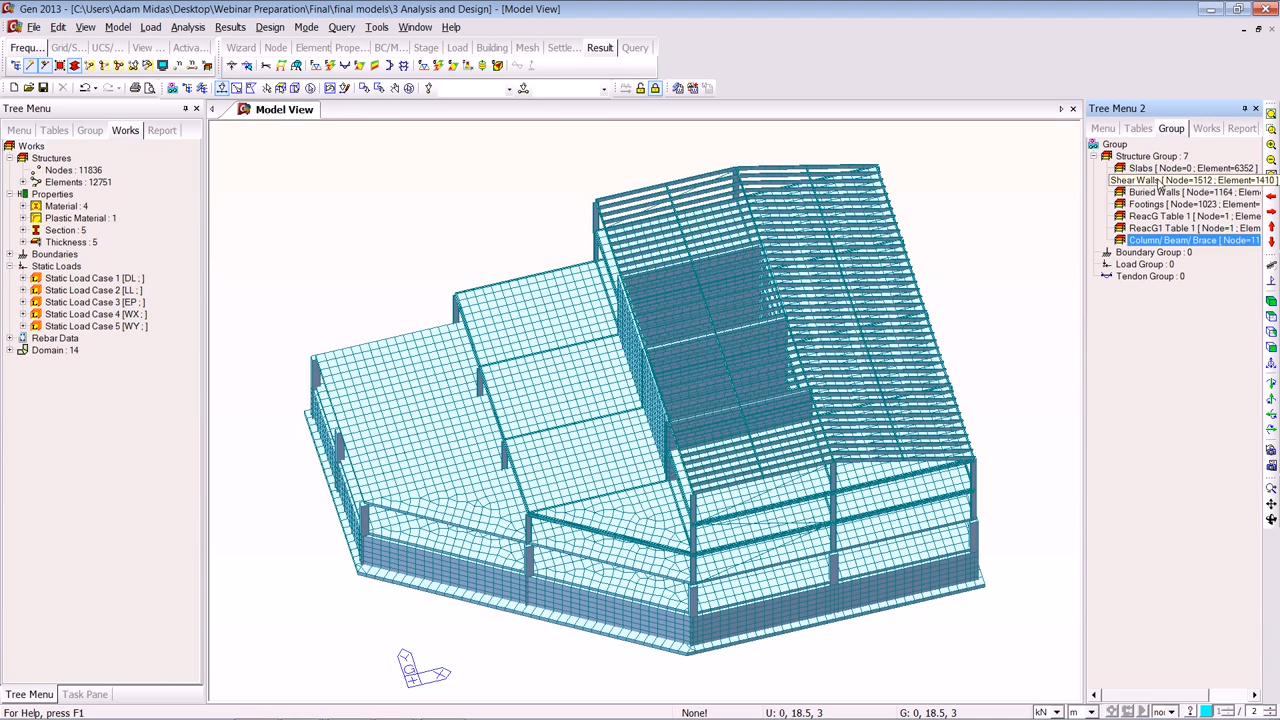 Gen 2013 - [C:\Users\Adam Midas\Desktop\Webinar Preparation\Final\final models\3 Analysis and Design] - [Model View]
File Edit View Model Load Analysis Results Design Mode Query Tools Window Help
Frequ... Grid/S... UCS/... View ... Activa... Wizard Node Element Prope... BC/M... Stage Load Building Mesh Settle... Result Query
Tree Menu
Menu Tables Group Works Report
Works
Structures
Nodes : 11836
Elements : 12751
Properties
Material : 4
Plastic Material : 1
Section : 5
Thickness : 5
Boundaries
Static Loads
Static Load Case 1 [DL ; ]
Static Load Case 2 [LL ; ]
Static Load Case 3 [EP ; ]
Static Load Case 4 [WX ; ]
Static Load Case 5 [WY ; ]
Rebar Data
Domain : 14
Tree Menu Task Pane
Model View
Y X
Tree Menu 2
Menu Tables Group Works Report
Group
Structure Group : 7
Slabs [ Node=0 ; Element=6352 ]
Shear Walls [ Node=1512 ; Element=1410 ]
Buried Walls [ Node=1164 ; Elem
Footings [ Node=1023 ; Element=
ReacG Table 1 [ Node=1 ; Elem
ReacG1 Table 1 [ Node=1 ; Elem
Column/ Beam/ Brace [ Node=11
Boundary Group : 0
Load Group : 0
Tendon Group : 0
For Help, press F1 None! U: 0, 18.5, 3 G: 0, 18.5, 3 kN m noi 1 / 2